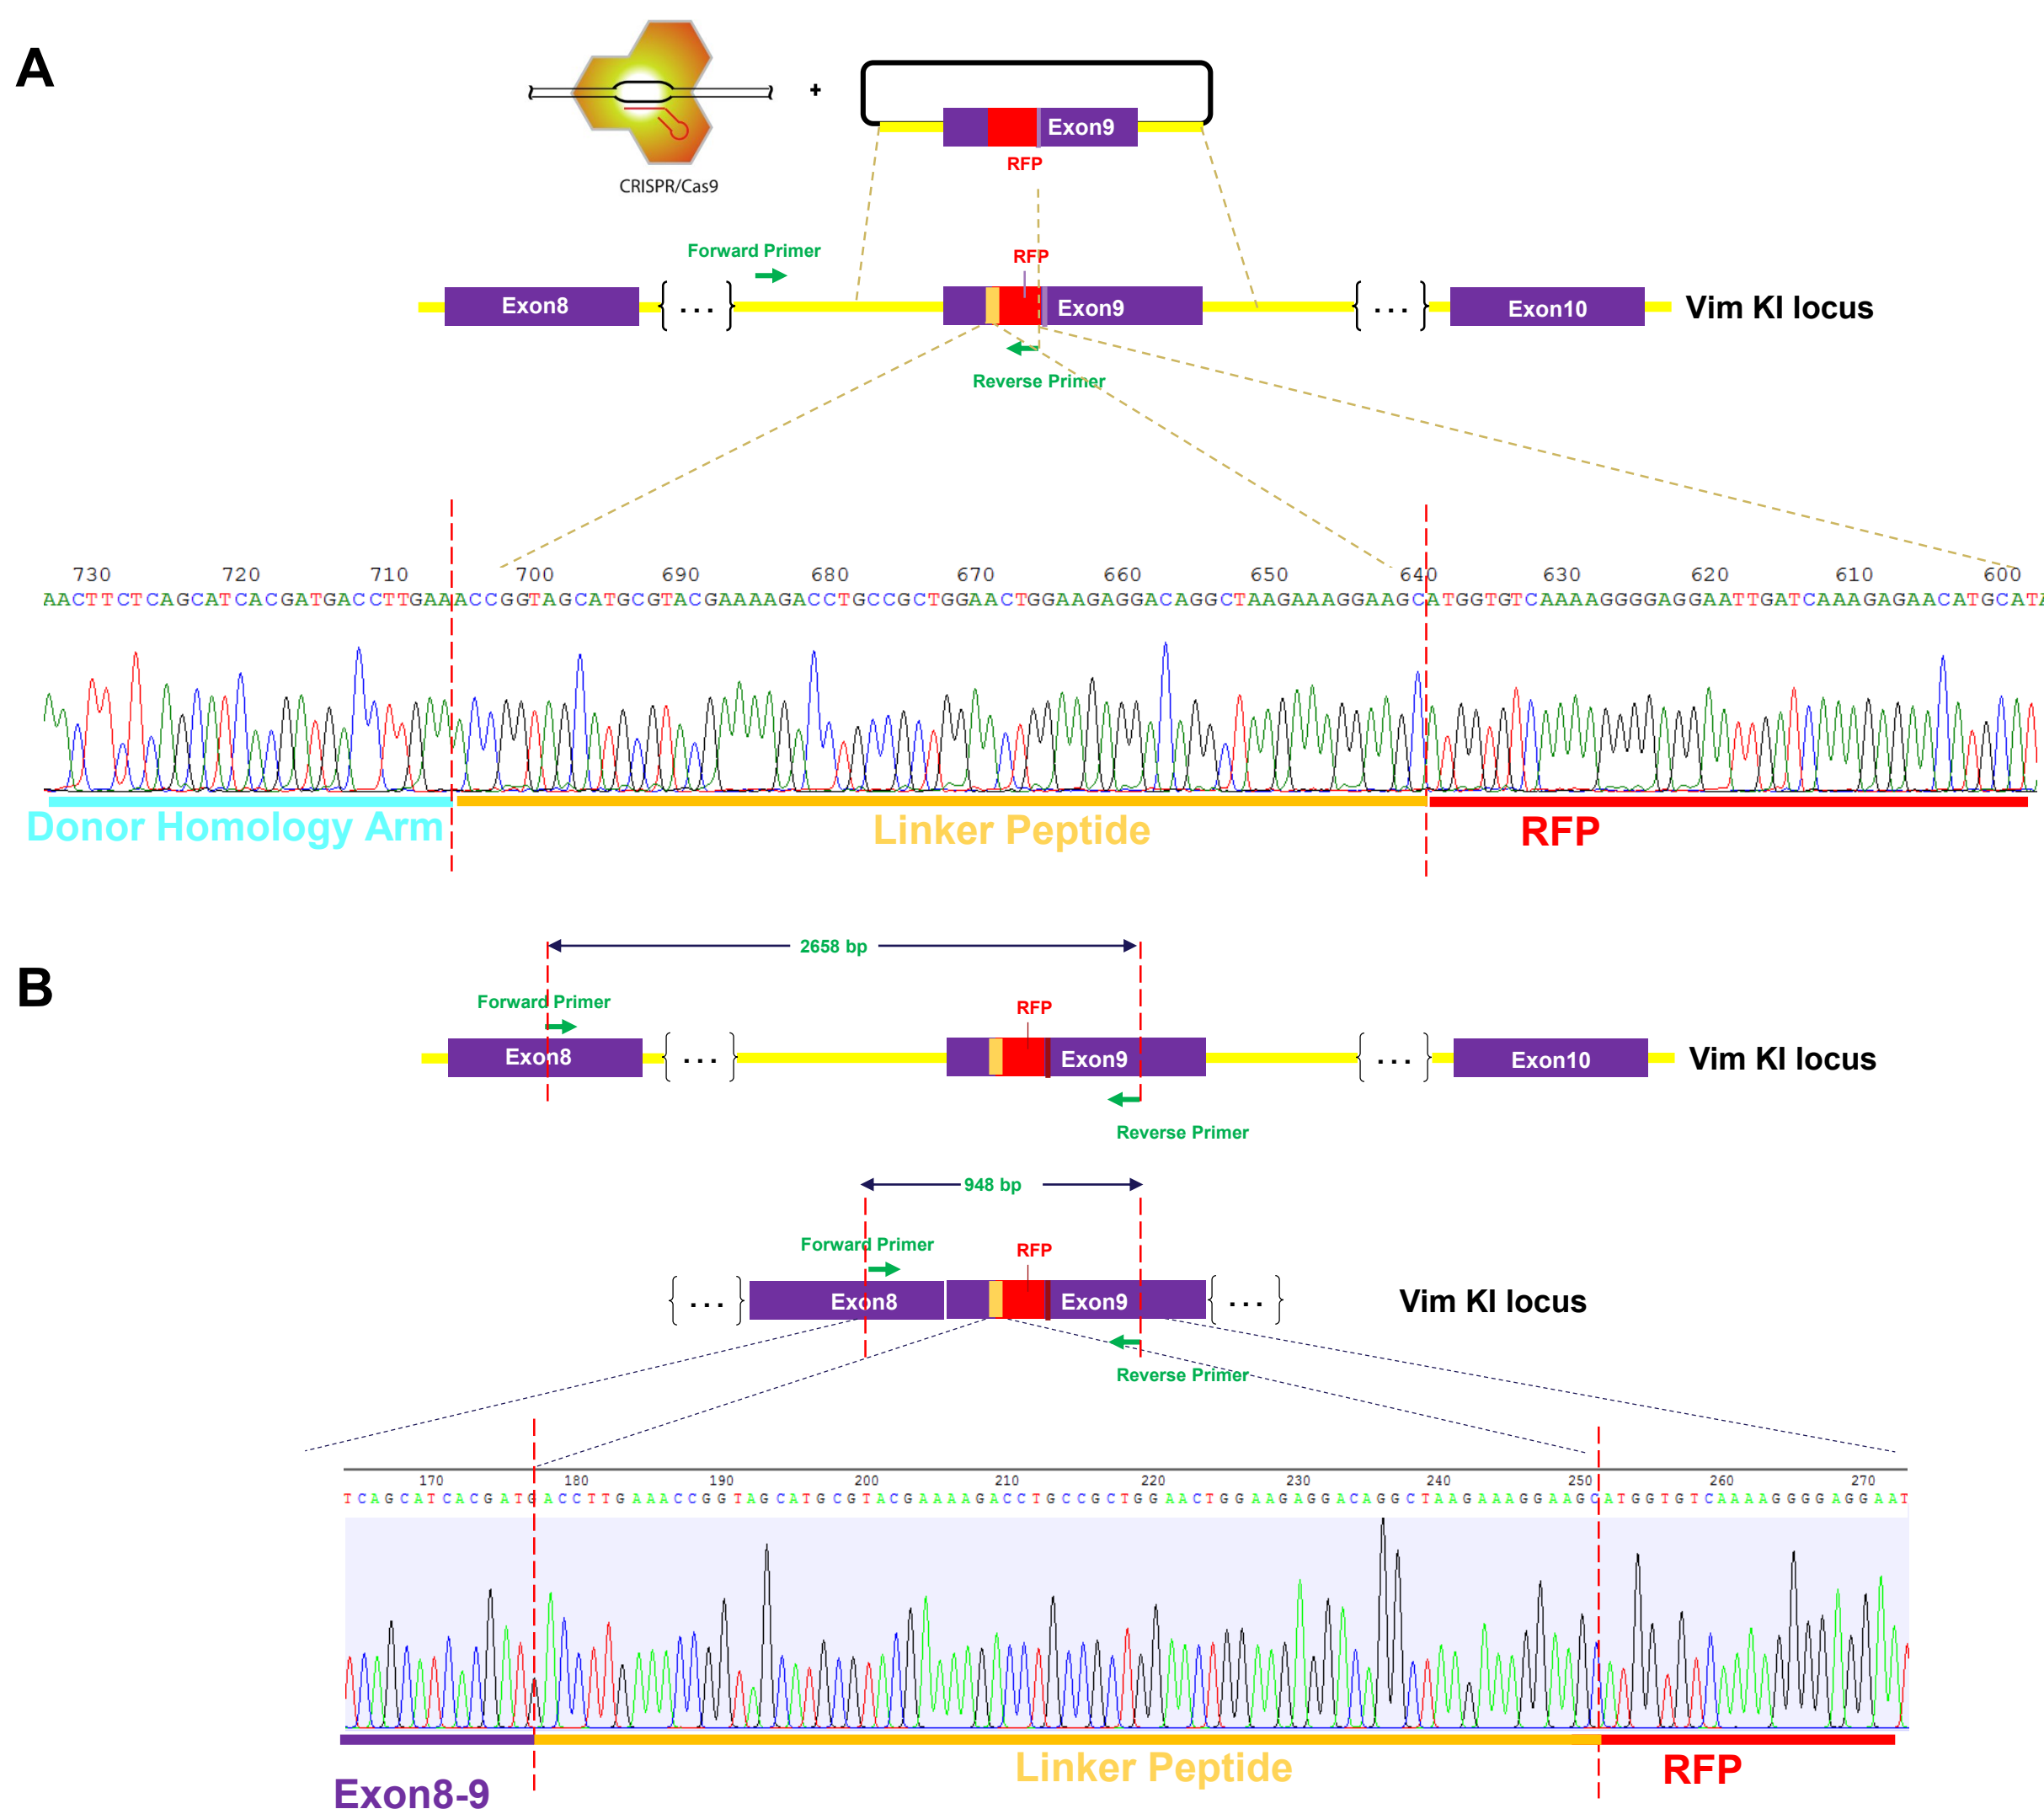 A
+
Exon9
RFP
CRISPR/Cas9
Forward Primer
RFP
Exon8
{ ... }
Exon9
{ ... }
Exon10
Vim KI locus
Reverse Primer
730 720 710 700 690 680 670 660 650 640 630 620 610 600
AACTTCTCAGCATCACGATGACCTTGAAACCGGTAGCATGCGTACGAAAAGACCTGCCGCTGGAACTGGAAGAGGACAGGCTAAGAAAGGAAGCATGGTGTCAAAAGGGGAGGAATTGATCAAAGAGAACATGCATA
Donor Homology Arm
Linker Peptide
RFP
2658 bp
B
Forward Primer
RFP
Exon8
{ ... }
Exon9
{ ... }
Exon10
Vim KI locus
Reverse Primer
948 bp
Forward Primer
RFP
{ ... }
Exon8
Exon9
{ ... }
Vim KI locus
Reverse Primer
170 180 190 200 210 220 230 240 250 260 270
TCAGCATCACGATGACCTTGAAACCGGTAGCATGCGTACGAAAAGACCTGCCGCTGGAACTGGAAGAGGACAGGCTAAGAAAGGAAGCATGGTGTCAAAAGGGGAGGAAT
Linker Peptide
RFP
Exon8-9